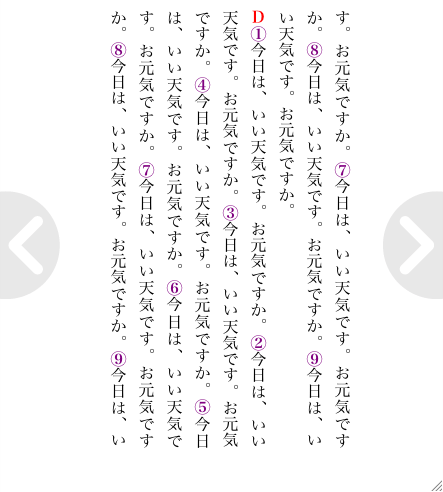 す。お元気ですか。⑦今日は、いい天気です。お元気です
か。⑧今日は、いい天気です。お元気ですか。⑨今日は、い
い天気です。お元気ですか。
D①今日は、いい天気です。お元気ですか。②今日は、いい
天気です。お元気ですか。③今日は、いい天気です。お元気
ですか。④今日は、いい天気です。お元気ですか。⑤今日
は、いい天気です。お元気ですか。⑥今日は、いい天気で
す。お元気ですか。⑦今日は、いい天気です。お元気です
か。⑧今日は、いい天気です。お元気ですか。⑨今日は、い